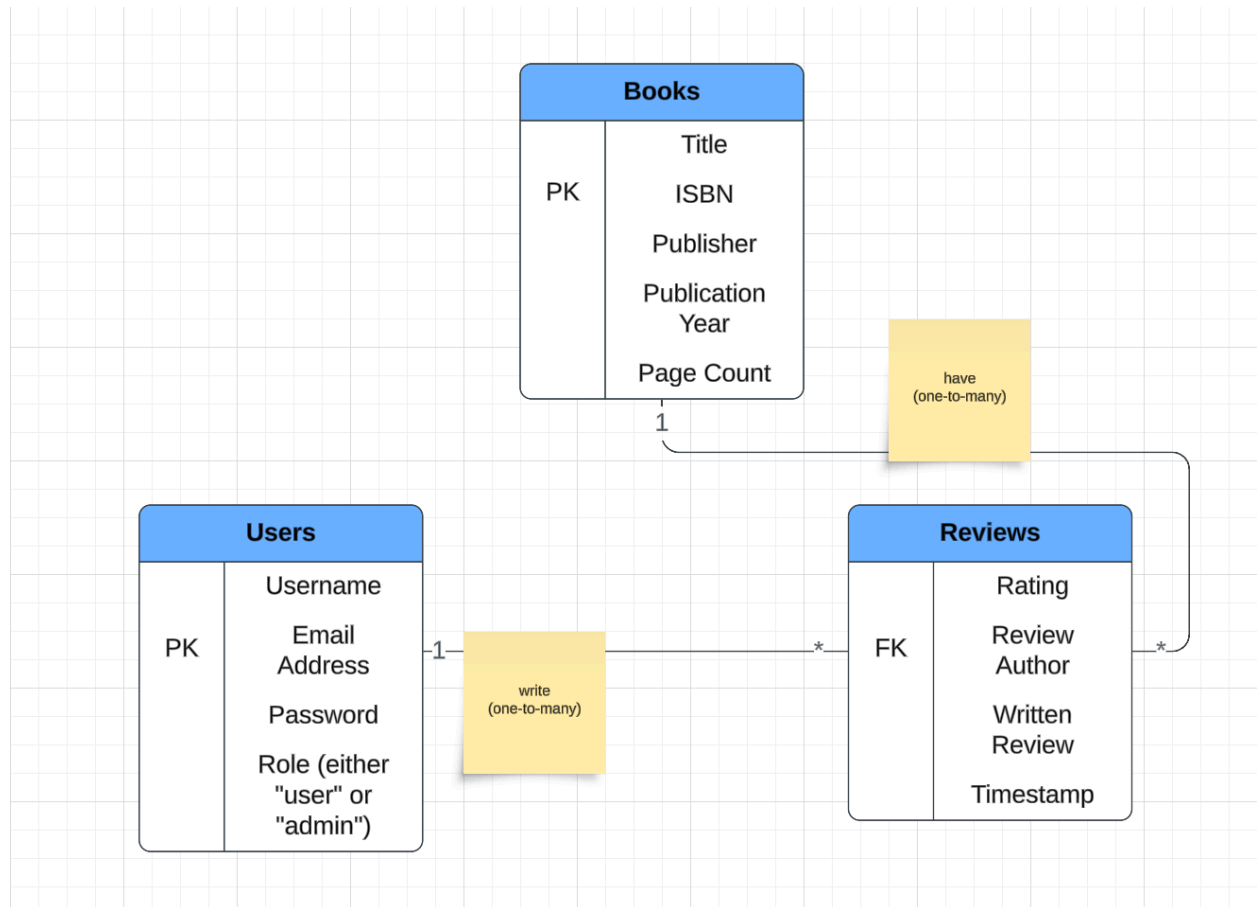 Books
Title
PK
ISBN
Publisher
Publication
Year
Page Count
1
have
(one-to-many)
Users
Username
PK
Email
Address
Password
Role (either
"user" or
"admin")
1
write
(one-to-many)
*
Reviews
Rating
FK
Review
Author
Written
Review
Timestamp
*